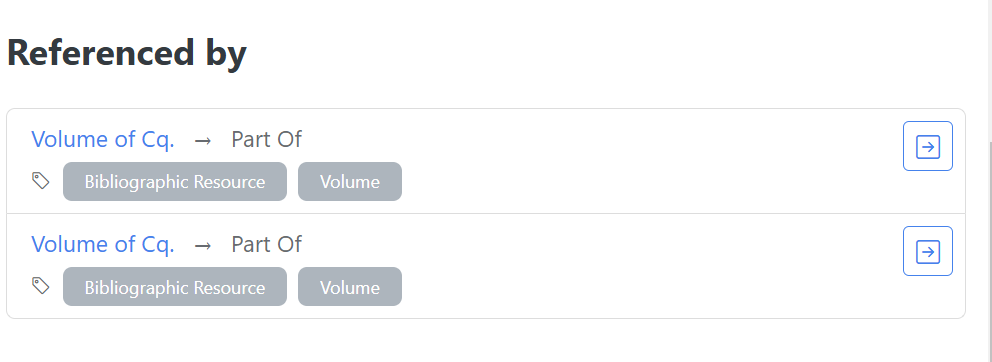 Referenced by
Volume of Cq. → Part Of
Bibliographic Resource Volume
Volume of Cq. → Part Of
Bibliographic Resource Volume